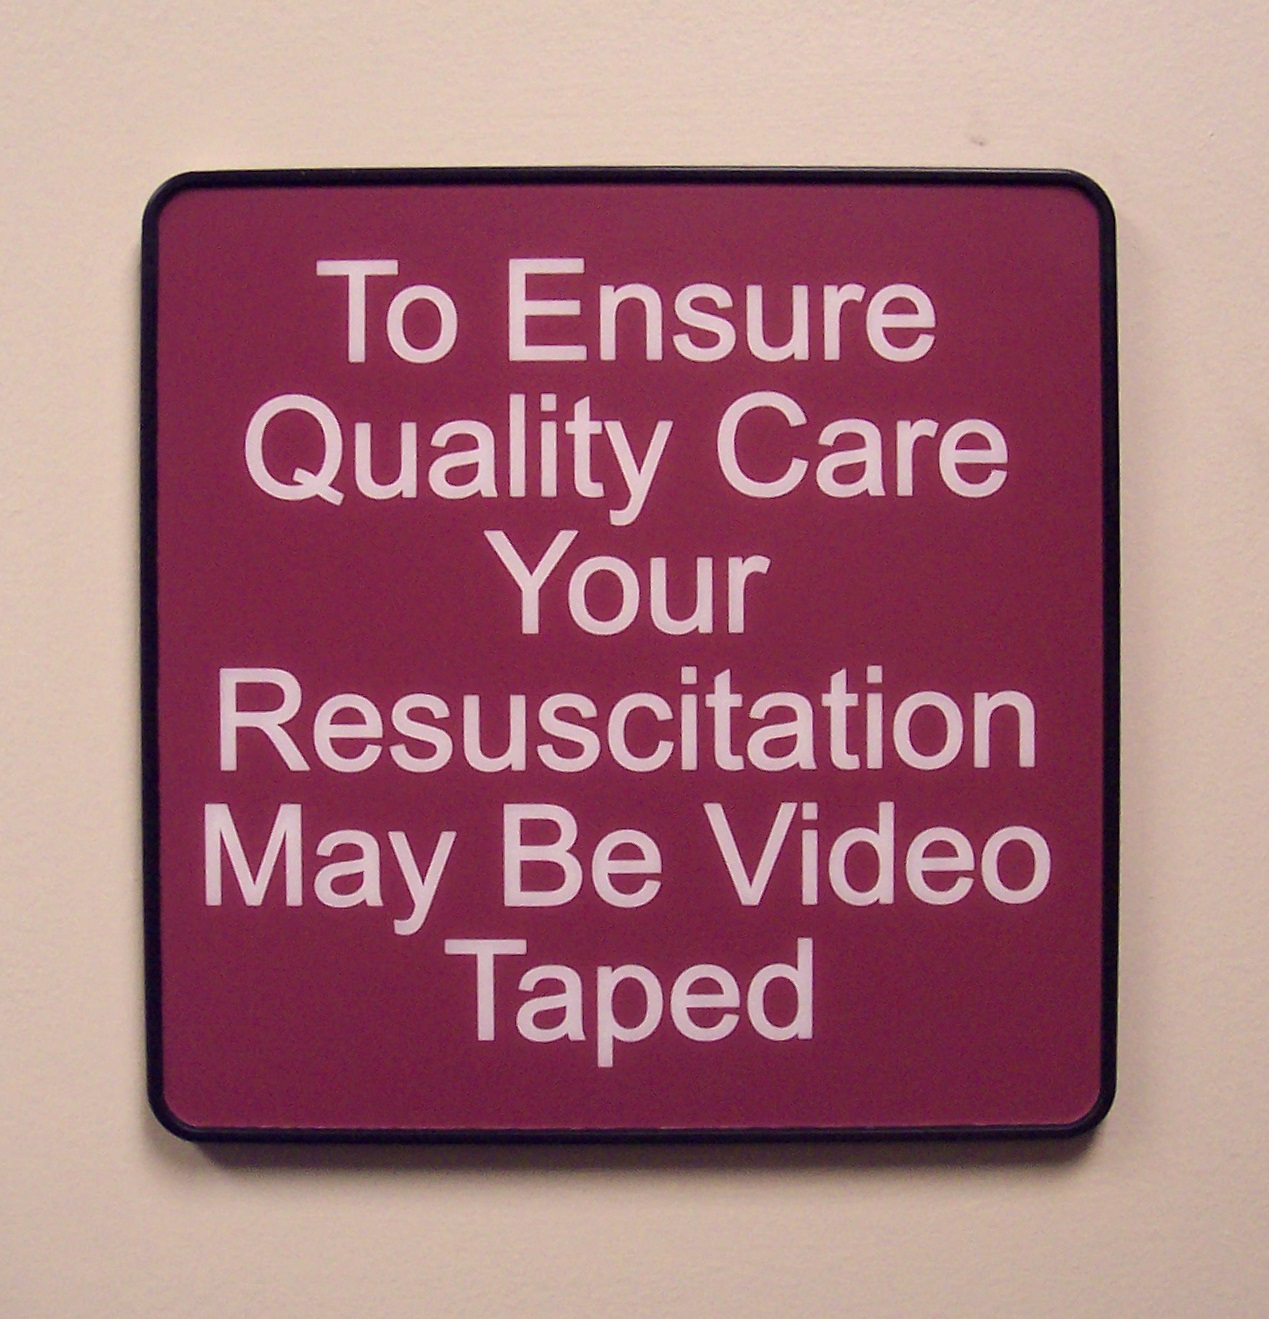 To Ensure
Quality Care
Your
Resuscitation
May Be Video
Taped